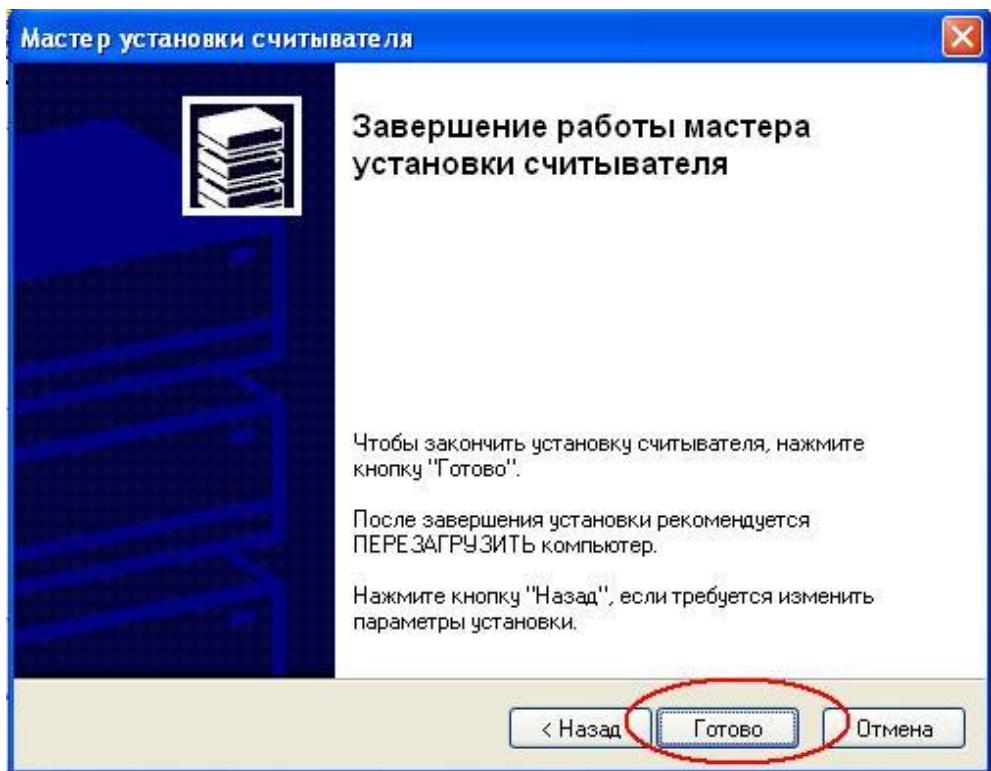 Мастер установки считывателя
Завершение работы мастера
установки считывателя
Чтобы закончить установку считывателя, нажмите
кнопку "Готово".
После завершения установки рекомендуется
ПЕРЕЗАГРУЗИТЬ компьютер.
Нажмите кнопку "Назад", если требуется изменить
параметры установки.
< Назад Готово Отмена